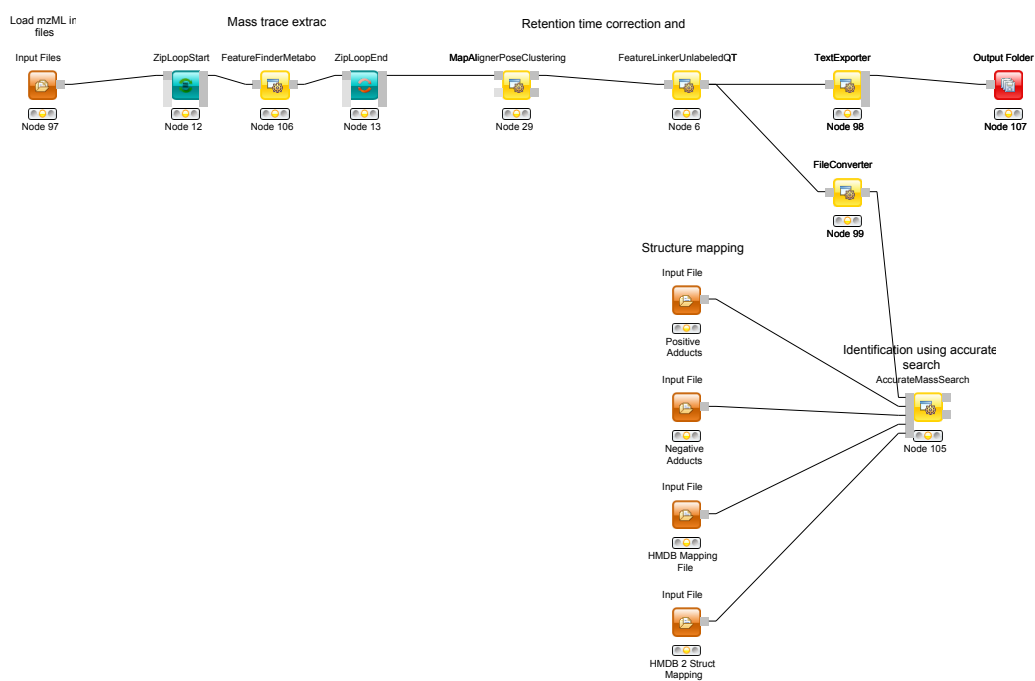 Load mzML in
files
Mass trace extrac
Retention time correction and
Input Files
ZipLoopStart
FeatureFinderMetabo
ZipLoopEnd
MapAlignerPoseClustering
FeatureLinkerUnlabeledQT
TextExporter
Output Folder
Node 97
Node 12
Node 106
Node 13
Node 29
Node 6
Node 98
Node 107
FileConverter
Node 99
Structure mapping
Input File
Positive
Adducts
Identification using accurate
search
AccurateMassSearch
Node 105
Input File
Negative
Adducts
Input File
HMDB Mapping
File
Input File
HMDB 2 Struct
Mapping